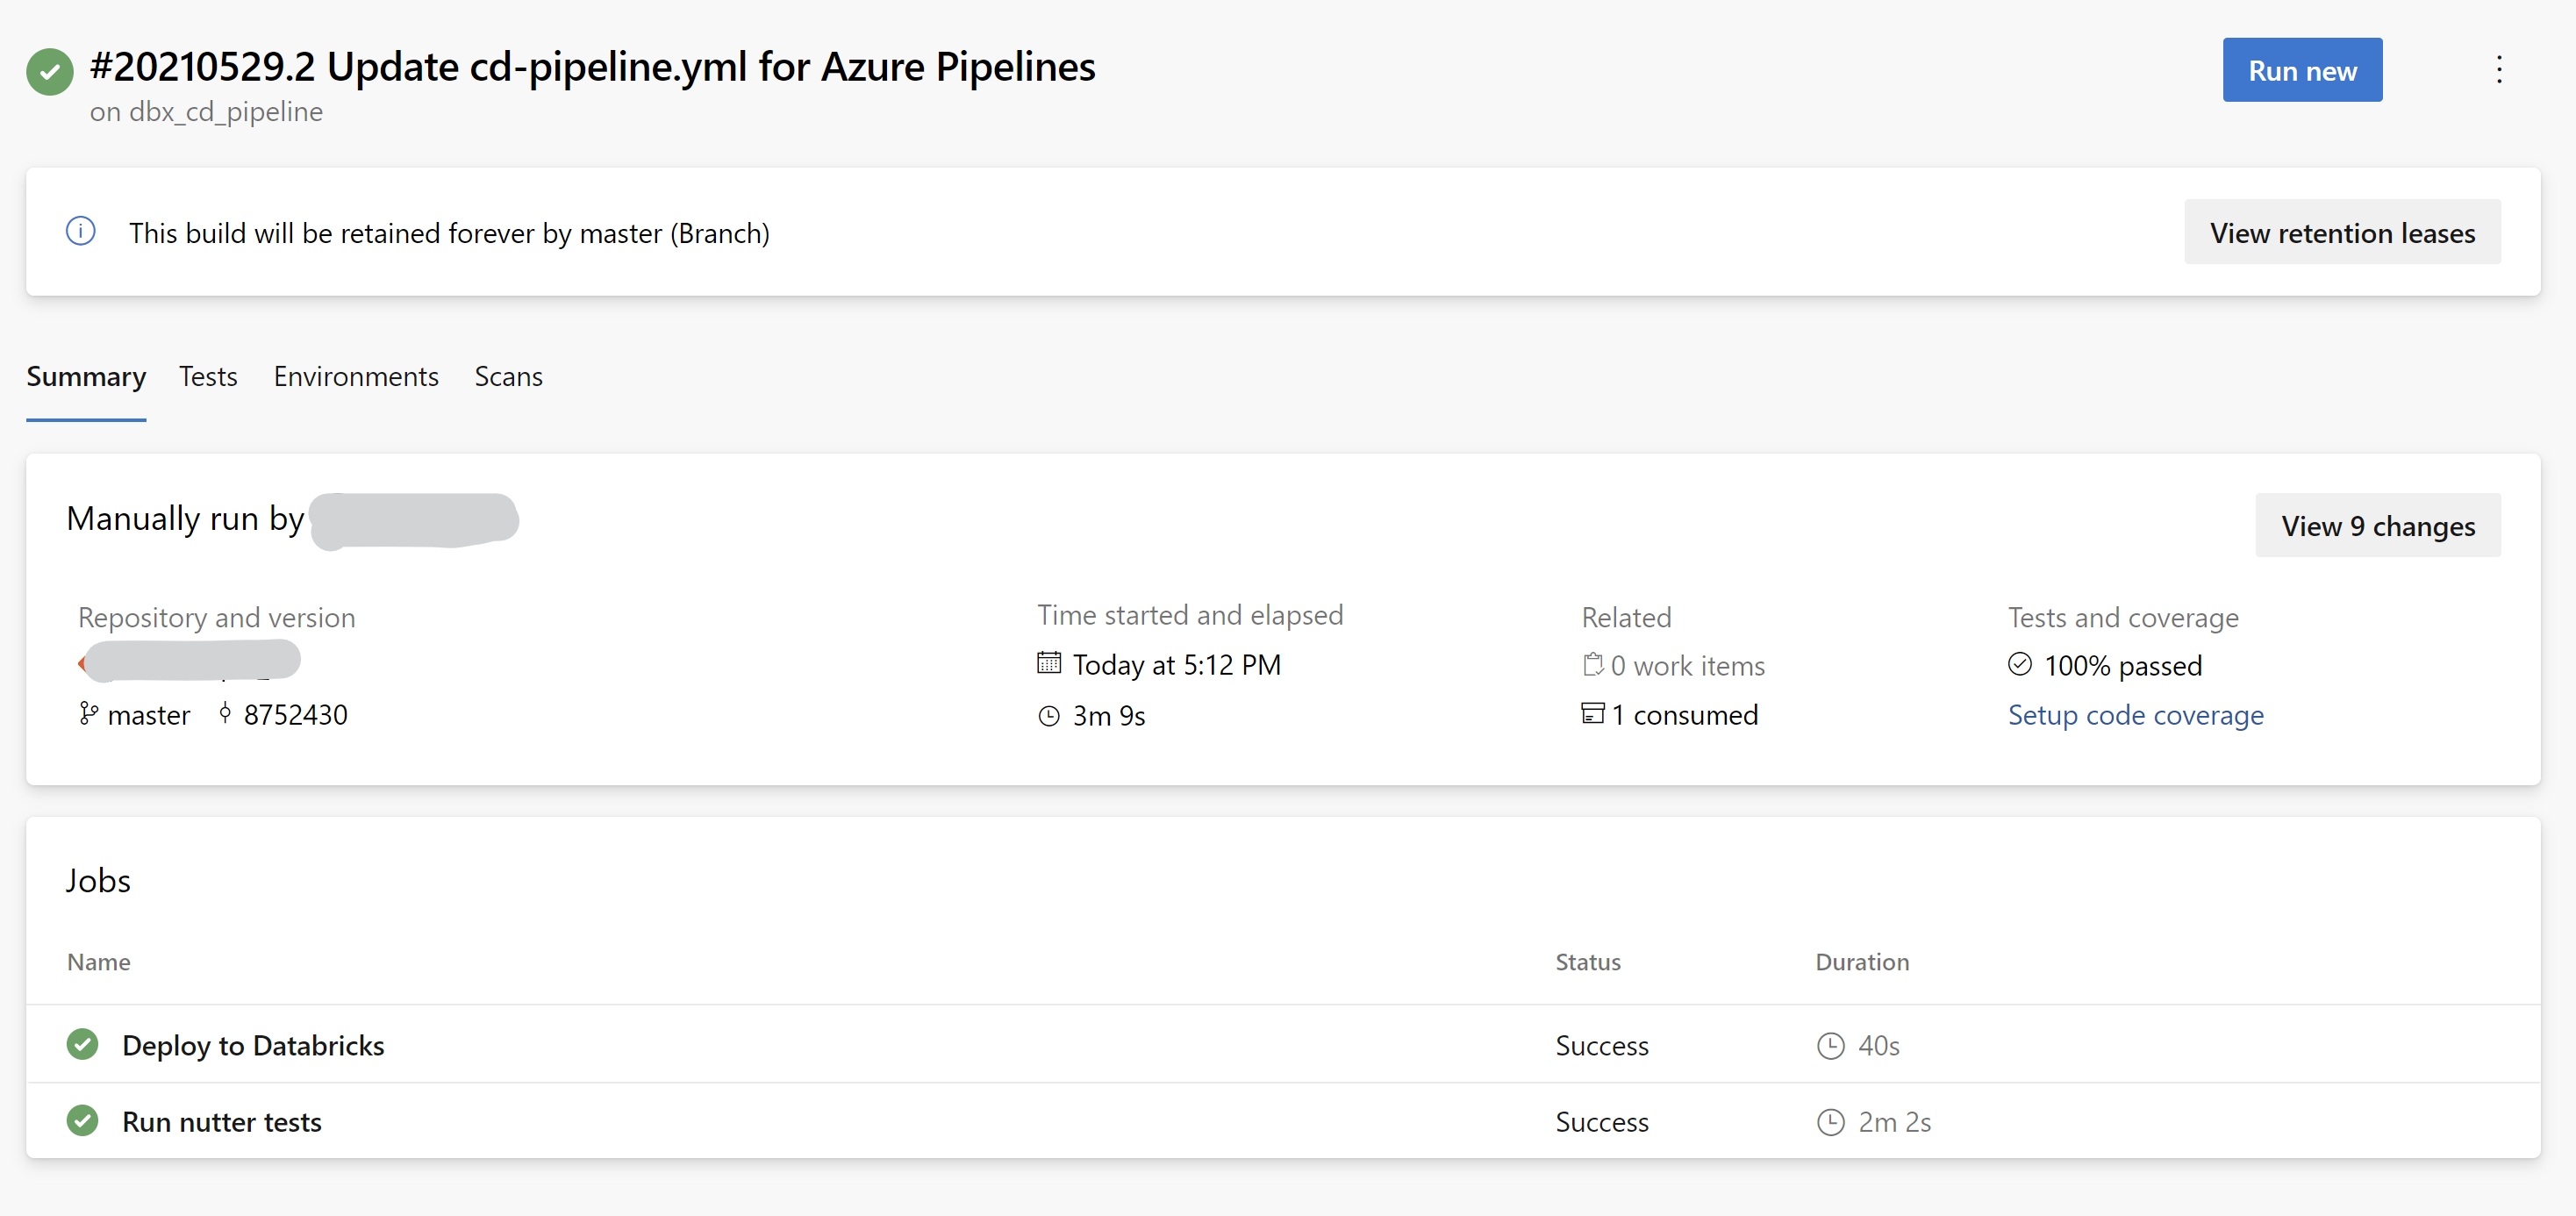 #20210529.2 Update cd-pipeline.yml for Azure Pipelines
Run new
on dbx_cd_pipeline
This build will be retained forever by master (Branch)
View retention leases
Summary Tests Environments Scans
Manually run by
View 9 changes
Repository and version
Time started and elapsed
Related
Tests and coverage
Today at 5:12 PM
0 work items
100% passed
master 8752430
3m 9s
1 consumed
Setup code coverage
Jobs
Name Status Duration
Deploy to Databricks Success 40s
Run nutter tests Success 2m 2s